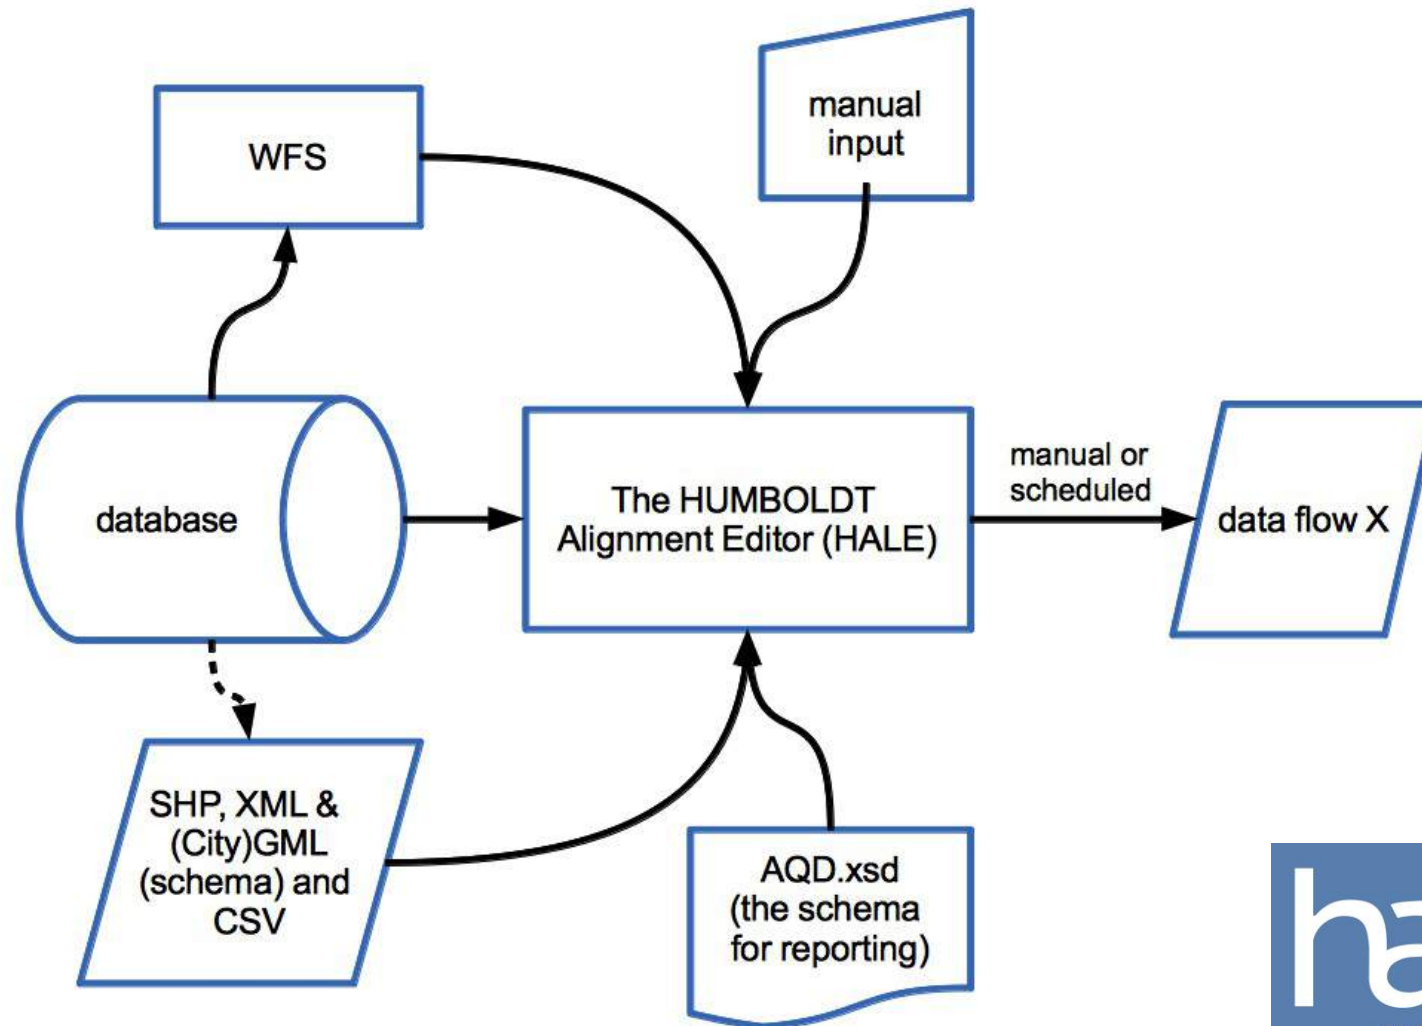 manual
input
WFS
database
The HUMBOLDT
Alignment Editor (HALE)
manual or
scheduled
data flow X
SHP, XML &
(City)GML
(schema) and
CSV
AQD.xsd
(the schema
for reporting)
ha